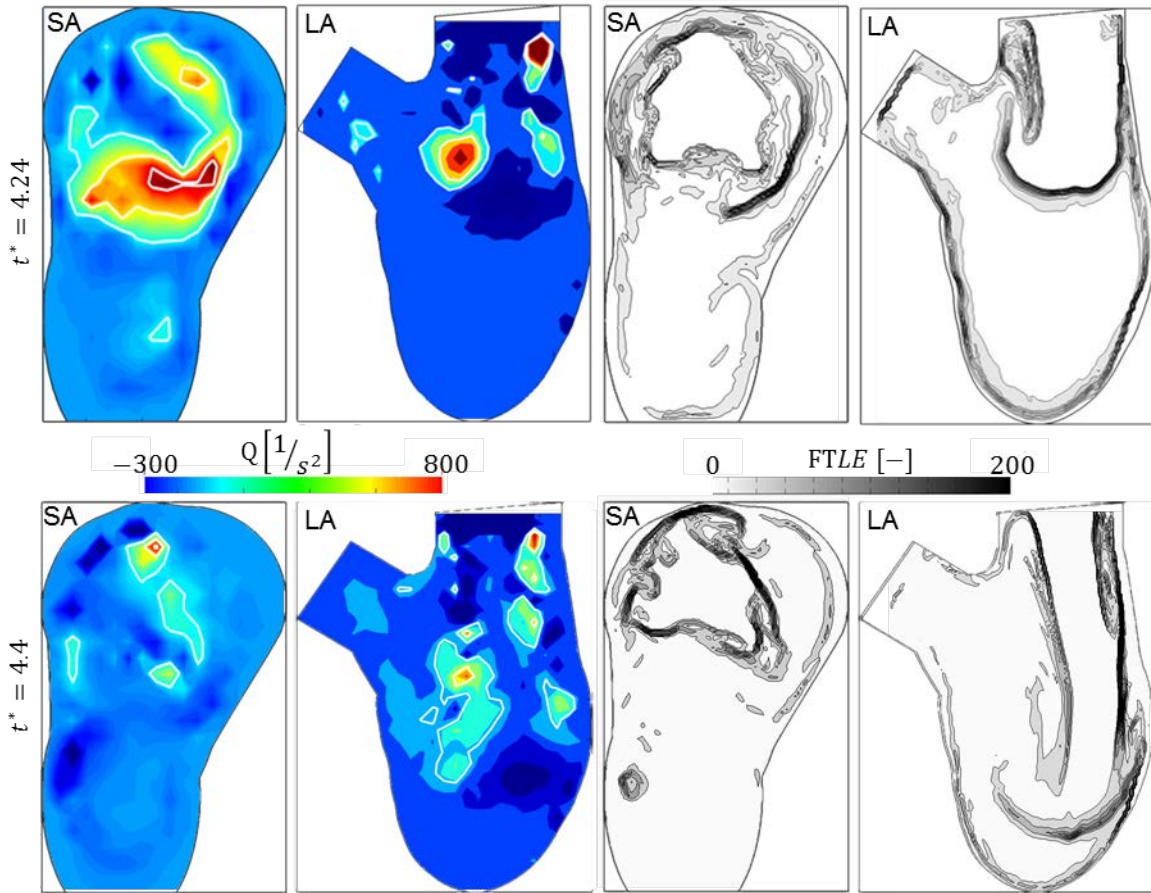 SA
LA
SA
LA
t* = 4.24
−300 Q [1/s²] 800
0 FTLE [−] 200
SA
LA
SA
LA
t* = 4.4